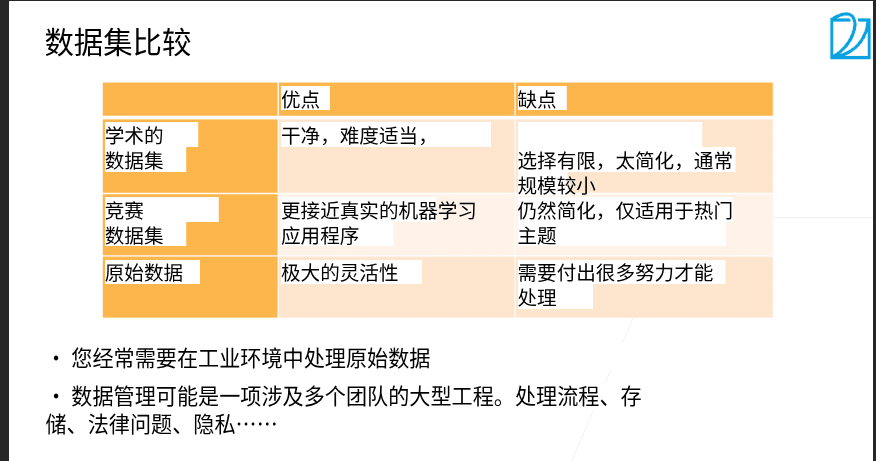 数据集比较
优点
缺点
学术的
数据集
干净，难度适当，
选择有限，太简化，通常
规模较小
竞赛
数据集
更接近真实的机器学习
应用程序
仍然简化，仅适用于热门
主题
原始数据
极大的灵活性
需要付出很多努力才能
处理
• 您经常需要在工业环境中处理原始数据
• 数据管理可能是一项涉及多个团队的大型工程。处理流程、存
储、法律问题、隐私……